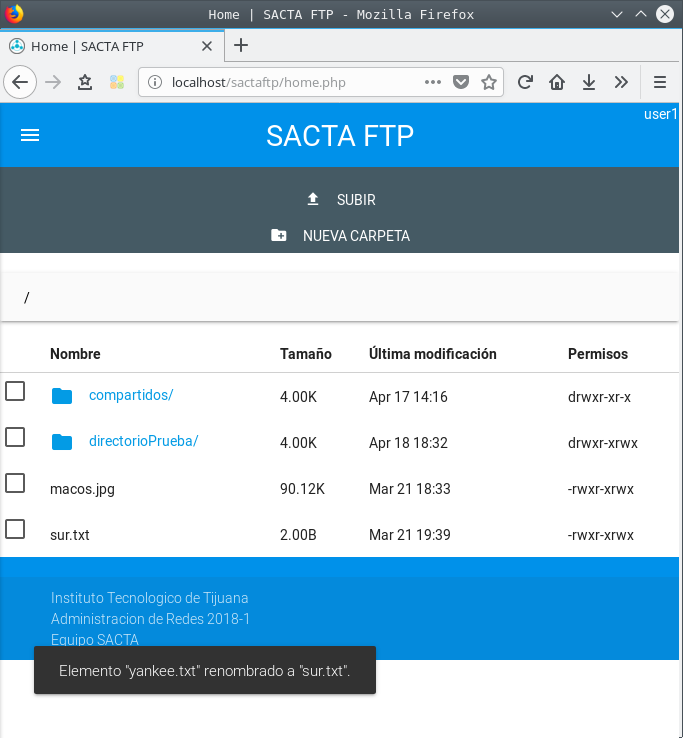 Home | SACTA FTP - Mozilla Firefox
Home | SACTA FTP
localhost/sactaftp/home.php
user1
SACTA FTP
SUBIR
NUEVA CARPETA
/
Nombre Tamaño Última modificación Permisos
compartidos/ 4.00K Apr 17 14:16 drwxr-xr-x
directorioPrueba/ 4.00K Apr 18 18:32 drwxr-xrwx
macos.jpg 90.12K Mar 21 18:33 -rwxr-xrwx
sur.txt 2.00B Mar 21 19:39 -rwxr-xrwx
Instituto Tecnologico de Tijuana
Administracion de Redes 2018-1
Equipo SACTA
Elemento "yankee.txt" renombrado a "sur.txt".